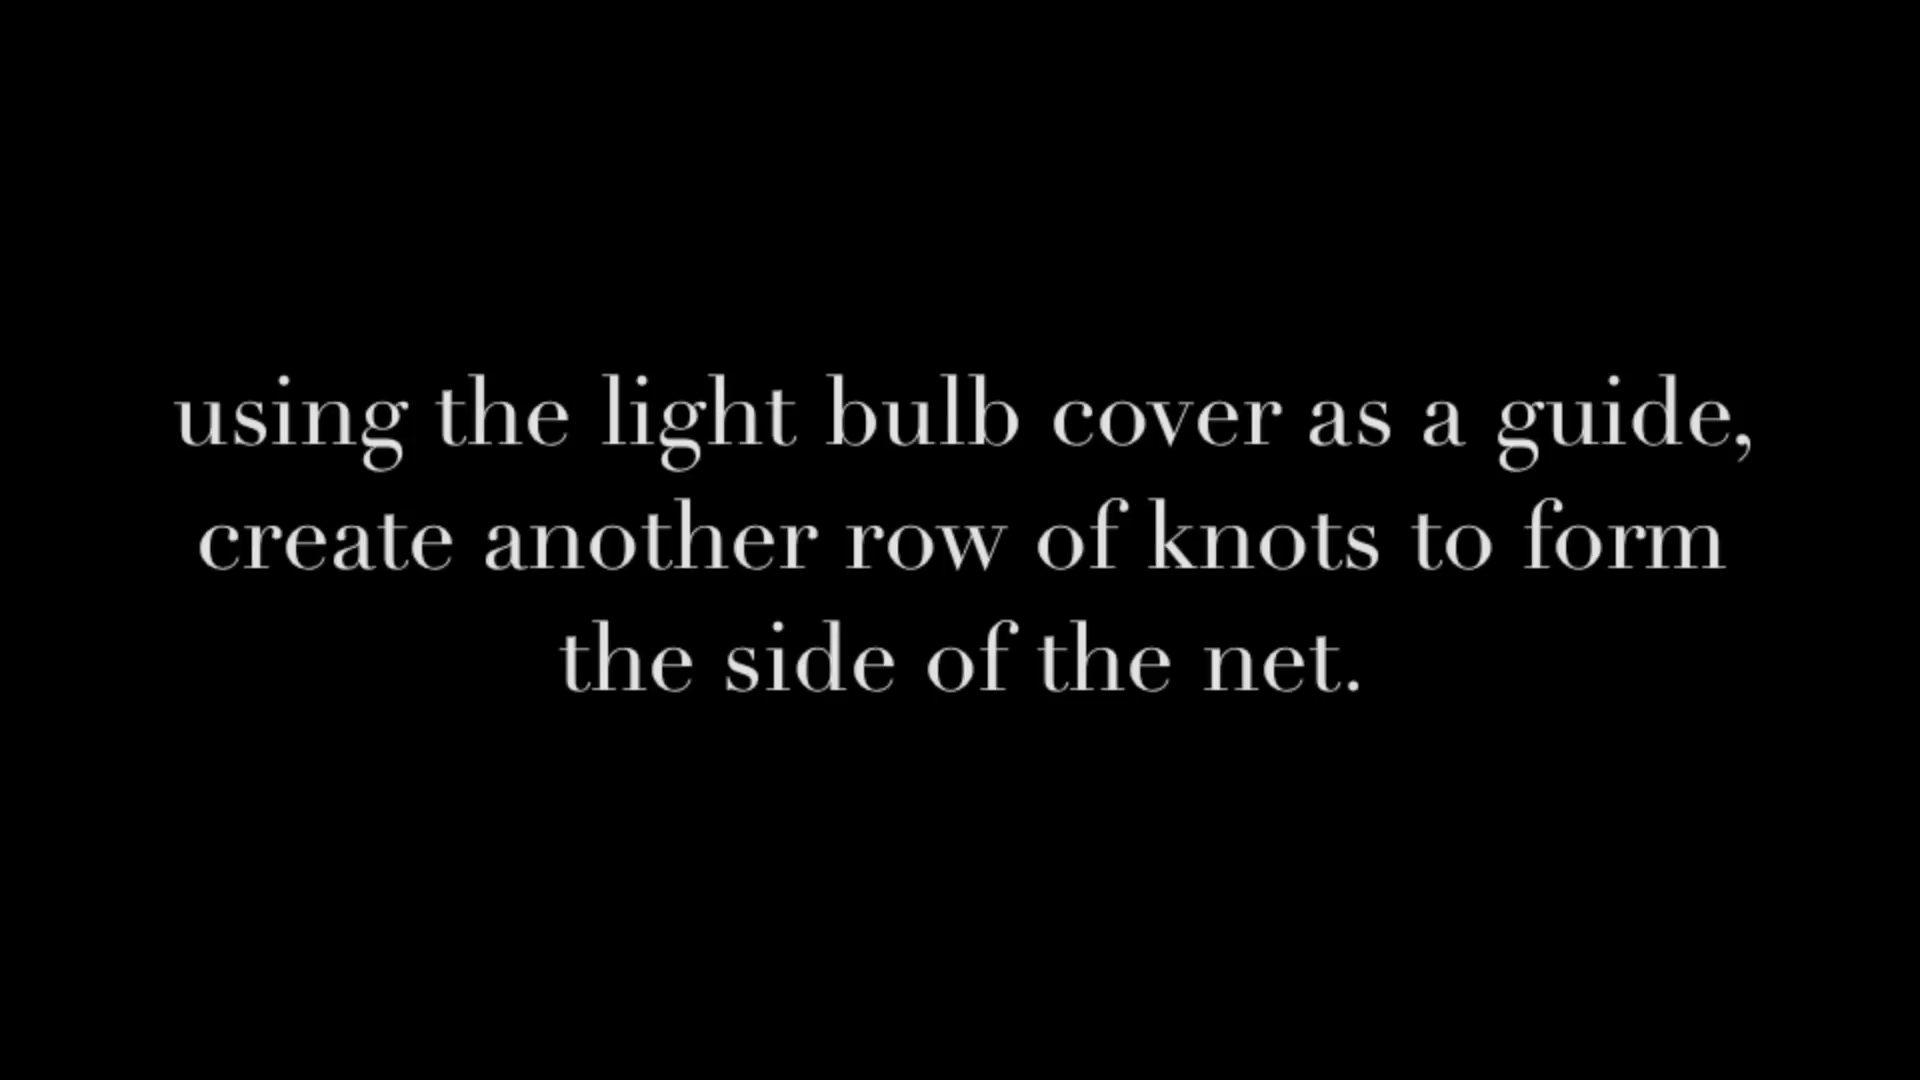 using the light bulb cover as a guide,
create another row of knots to form
the side of the net.